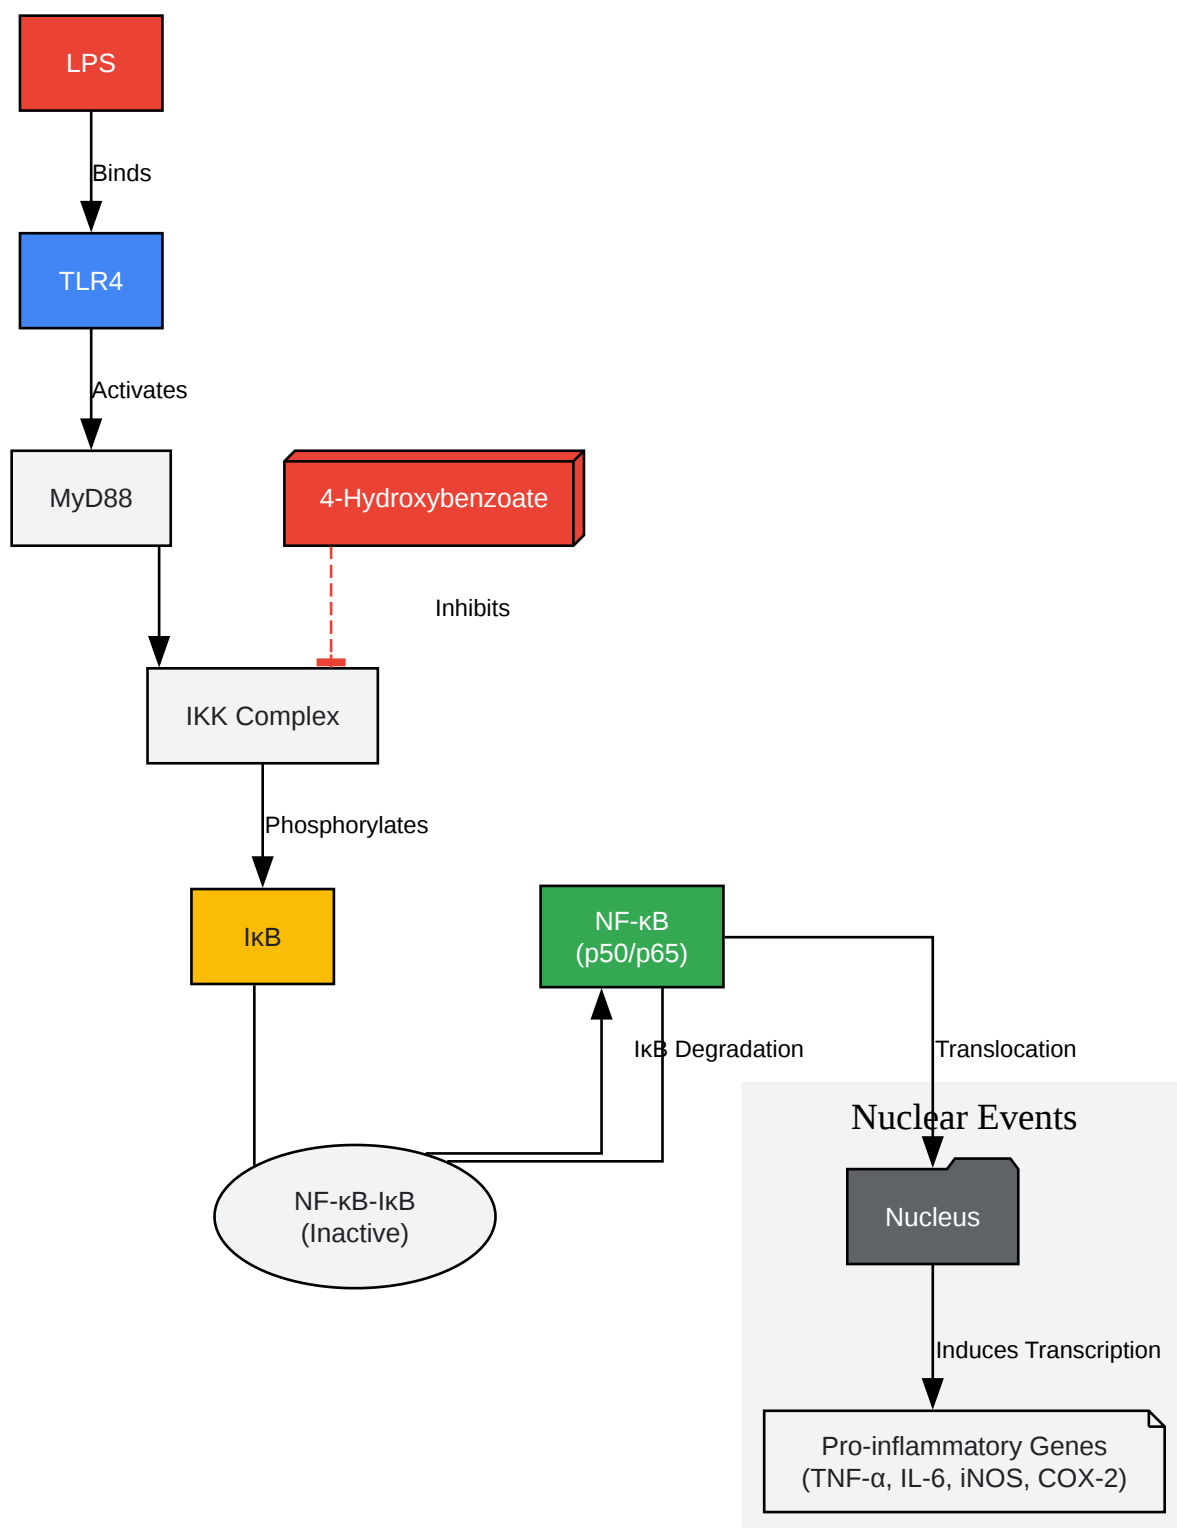 LPS
Binds
TLR4
Activates
MyD88
4-Hydroxybenzoate
Inhibits
IKK Complex
Phosphorylates
IκB
NF-κB
(p50/p65)
IκB Degradation
Translocation
Nuclear Events
NF-κB-IκB
(Inactive)
Nucleus
Induces Transcription
Pro-inflammatory Genes
(TNF-α, IL-6, iNOS, COX-2)